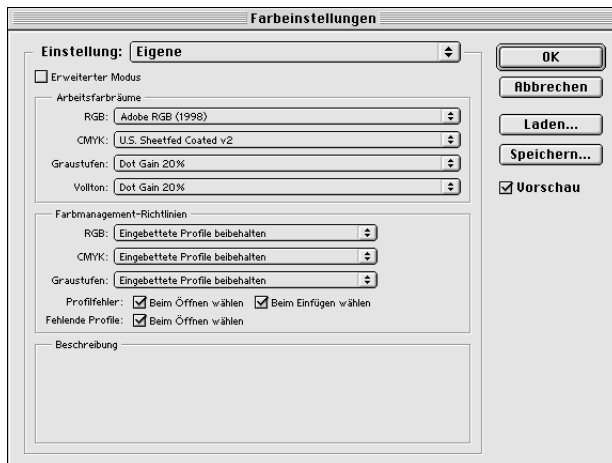 Farbeinstellungen
Einstellung: Eigene
Erweiterter Modus
Arbeitsfarbräume
RGB: Adobe RGB (1998)
CMYK: U.S. Sheetfed Coated v2
Graustufen: Dot Gain 20%
Vollton: Dot Gain 20%
Farbmanagement-Richtlinien
RGB: Eingebettete Profile beibehalten
CMYK: Eingebettete Profile beibehalten
Graustufen: Eingebettete Profile beibehalten
Profilfehler: Beim Öffnen wählen Beim Einfügen wählen
Fehlende Profile: Beim Öffnen wählen
Beschreibung
OK
Abbrechen
Laden...
Speichern...
Vorschau